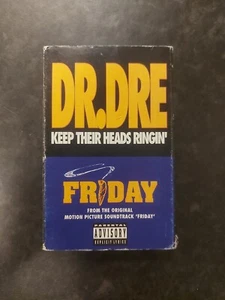 DR.DRE
KEEP THEIR HEADS RINGIN'
FRIDAY
FROM THE ORIGINAL
MOTION PICTURE SOUNDTRACK 'FRIDAY'
PARENTAL
ADVISORY
EXPLICIT LYRICS